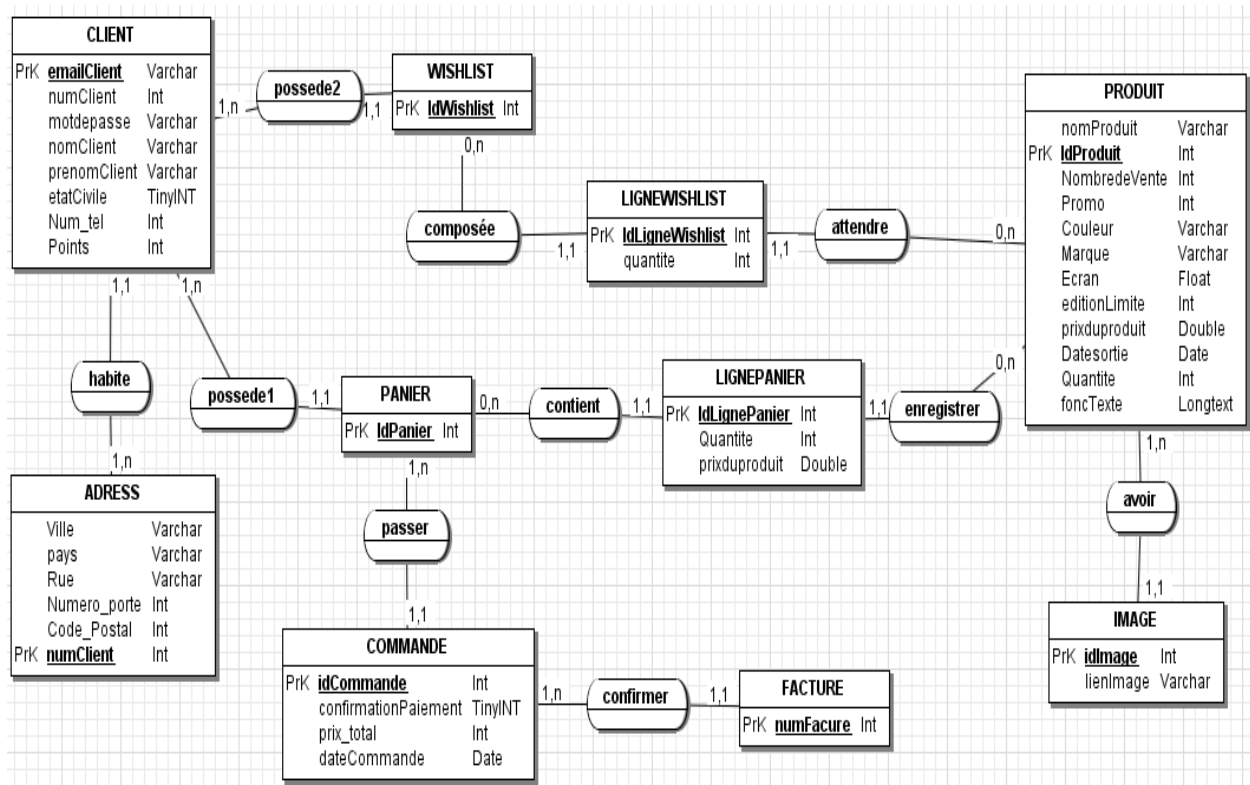 CLIENT
PrK emailClient Varchar
numClient Int
motdepasse Varchar
nomClient Varchar
prenomClient Varchar
etatCivile TinyINT
Num_tel Int
Points Int
1,n
possede2
1,1
WISHLIST
PrK IdWishlist Int
0,n
composée
1,1
LIGNEWISHLIST
PrK IdLigneWishlist Int
quantite Int
1,1
attendre
0,n
PRODUIT
nomProduit Varchar
PrK IdProduit Int
NombredeVente Int
Promo Int
Couleur Varchar
Marque Varchar
Ecran Float
editionLimite Int
prixduproduit Double
Datesortie Date
Quantite Int
foncTexte Longtext
1,1
1,n
habite
1,n
possede1
1,1
PANIER
PrK IdPanier Int
0,n
contient
1,1
LIGNEPANIER
PrK IdLignePanier Int
Quantite Int
prixduproduit Double
1,1
enregistrer
0,n
ADRESS
Ville Varchar
pays Varchar
Rue Varchar
Numero_porte Int
Code_Postal Int
PrK numClient Int
1,n
passer
1,1
1,n
avoir
1,1
COMMANDE
PrK idCommande Int
confirmationPaiement TinyINT
prix_total Int
dateCommande Date
1,n
confirmer
1,1
FACTURE
PrK numFacure Int
IMAGE
PrK idImage Int
lienImage Varchar